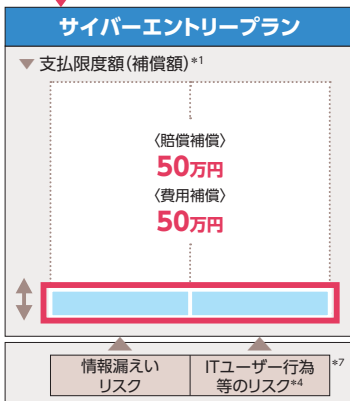 サイバーエントリープラン
▼ 支払限度額(補償額)*1
〈賠償補償〉
50万円
〈費用補償〉
50万円
情報漏えい
リスク
ITユーザー行為
等のリスク*4
*7